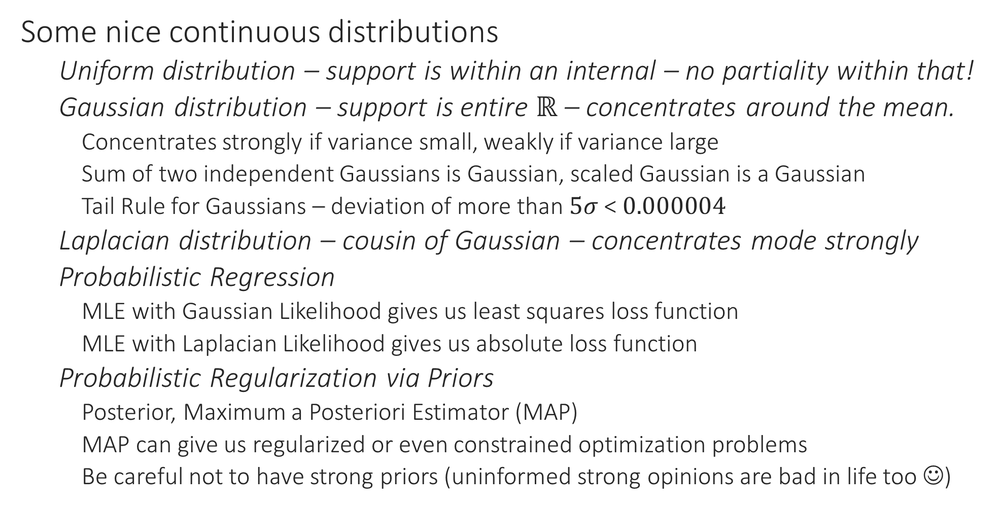 Some nice continuous distributions
Uniform distribution – support is within an internal – no partiality within that!
Gaussian distribution – support is entire ℝ – concentrates around the mean.
Concentrates strongly if variance small, weakly if variance large
Sum of two independent Gaussians is Gaussian, scaled Gaussian is a Gaussian
Tail Rule for Gaussians – deviation of more than 5σ < 0.000004
Laplacian distribution – cousin of Gaussian – concentrates mode strongly
Probabilistic Regression
MLE with Gaussian Likelihood gives us least squares loss function
MLE with Laplacian Likelihood gives us absolute loss function
Probabilistic Regularization via Priors
Posterior, Maximum a Posteriori Estimator (MAP)
MAP can give us regularized or even constrained optimization problems
Be careful not to have strong priors (uninformed strong opinions are bad in life too ☺)